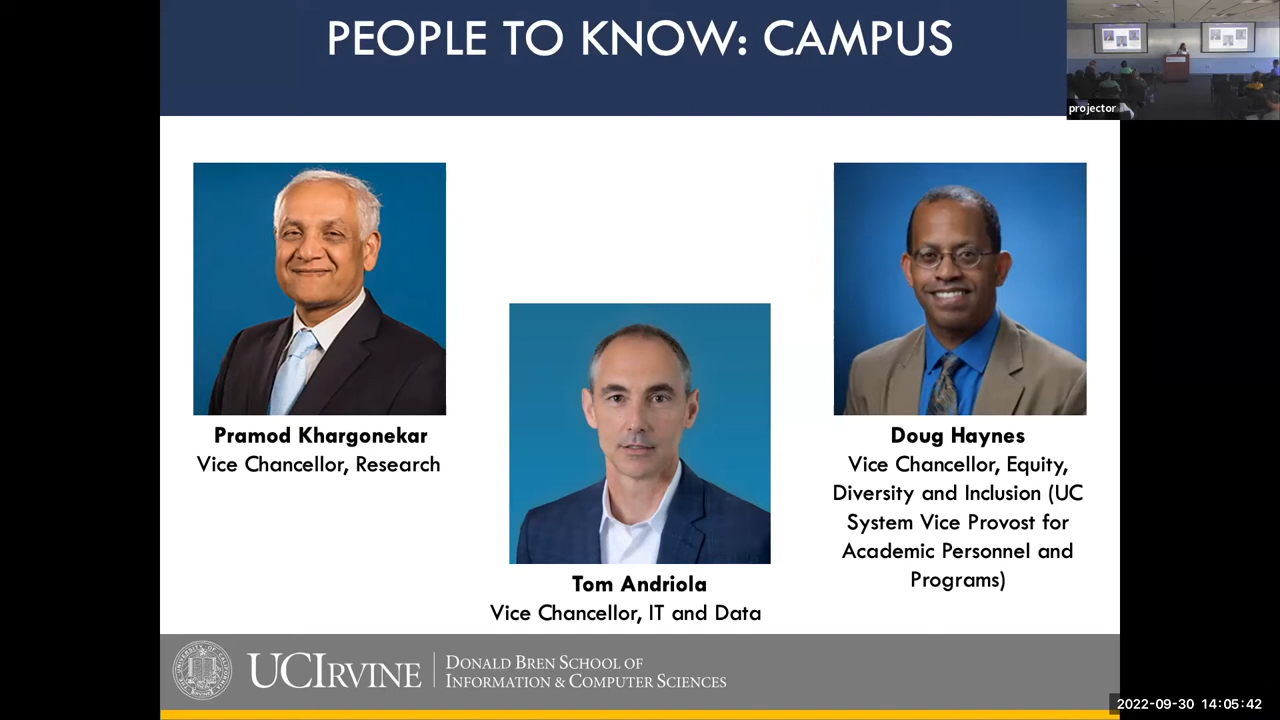 PEOPLE TO KNOW: CAMPUS
projector
Pramod Khargonekar
Vice Chancellor, Research
Tom Andriola
Vice Chancellor, IT and Data
Doug Haynes
Vice Chancellor, Equity,
Diversity and Inclusion (UC
System Vice Provost for
Academic Personnel and
Programs)
UCIRVINE
DONALD BREN SCHOOL OF
INFORMATION & COMPUTER SCIENCES
2022-09-30 14:05:42